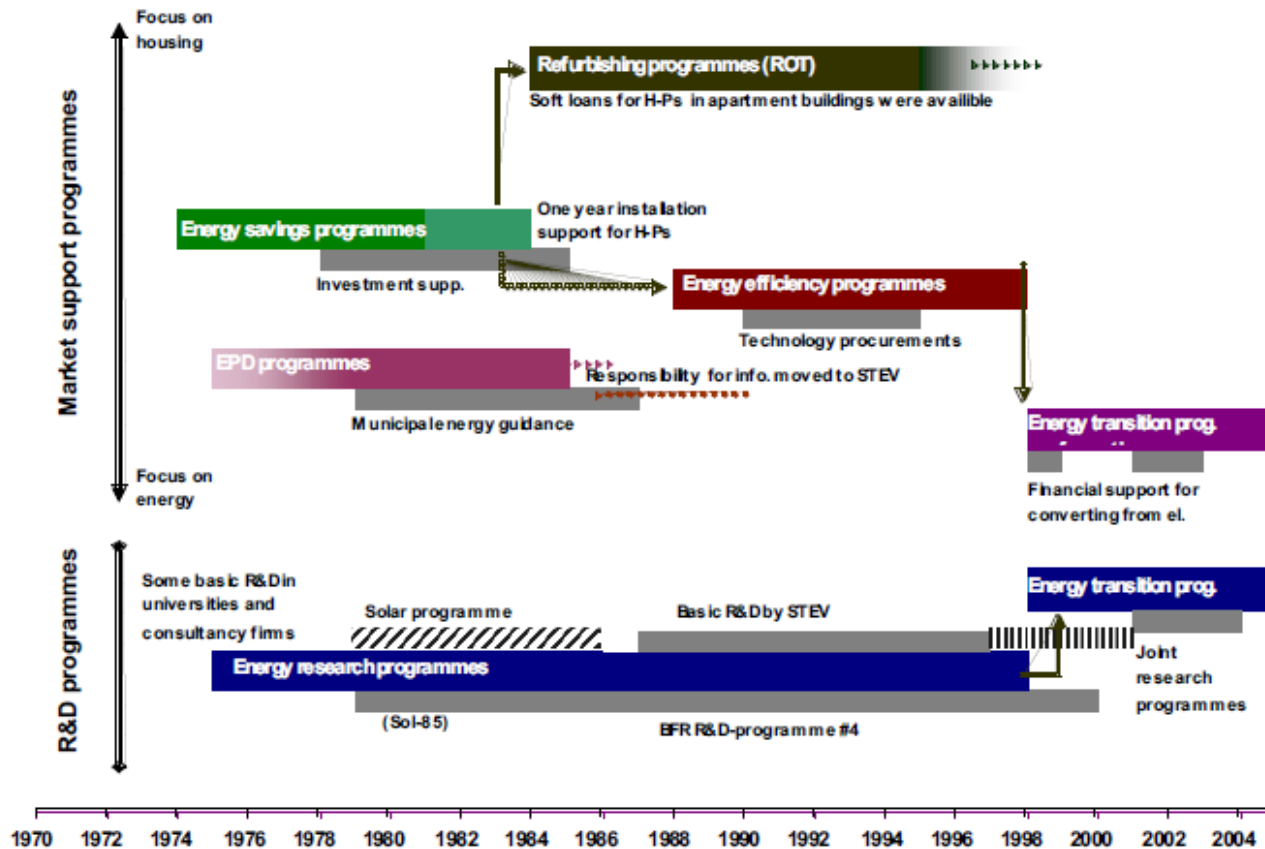 Focus on
housing
Refurbishing programmes (ROT)
Soft loans for H-Ps in apartment buildings were availible
Market support programmes
Energy savings programmes
One year installation
support for H-Ps
Investment supp.
Energy efficiency programmes
Technology procurements
EPD programmes
Responsibility for info. moved to STEV
Municipal energy guidance
Energy transition prog.
Focus on
energy
Financial support for
converting from el.
R&D programmes
Some basic R&D in
universities and
consultancy firms
Solar programme
Basic R&D by STEV
Energy transition prog.
Energy research programmes
Joint
research
programmes
(Sol-85)
BFR R&D-programme #4
1970 1972 1974 1976 1978 1980 1982 1984 1986 1988 1990 1992 1994 1996 1998 2000 2002 2004